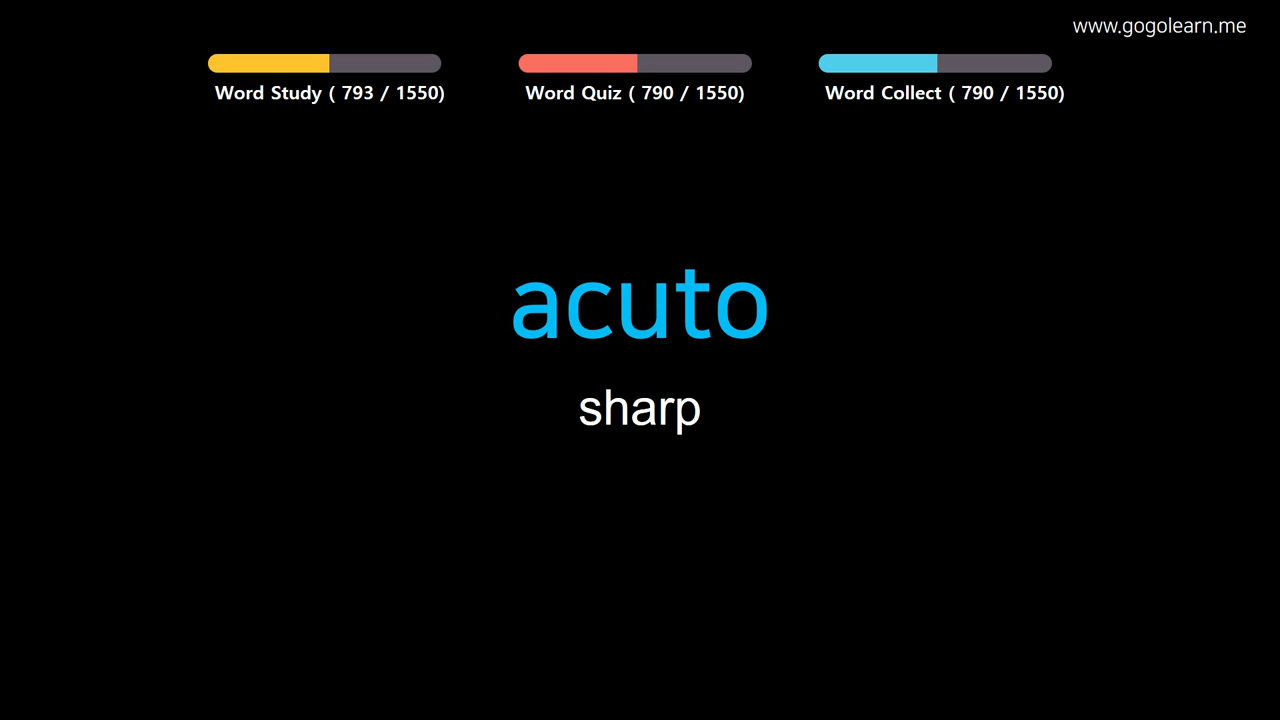 www.gogolearn.me
Word Study ( 793 / 1550)
Word Quiz ( 790 / 1550)
Word Collect ( 790 / 1550)
acuto
sharp